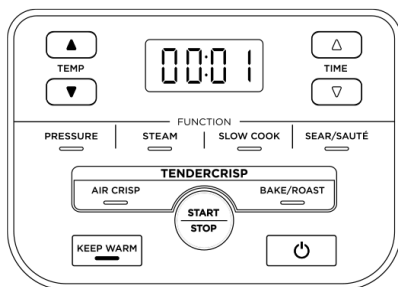 00:01
TEMP
TIME
FUNCTION
PRESSURE
STEAM
SLOW COOK
SEAR/SAUTÉ
TENDERCRISP
AIR CRISP
BAKE/ROAST
START
STOP
KEEP WARM